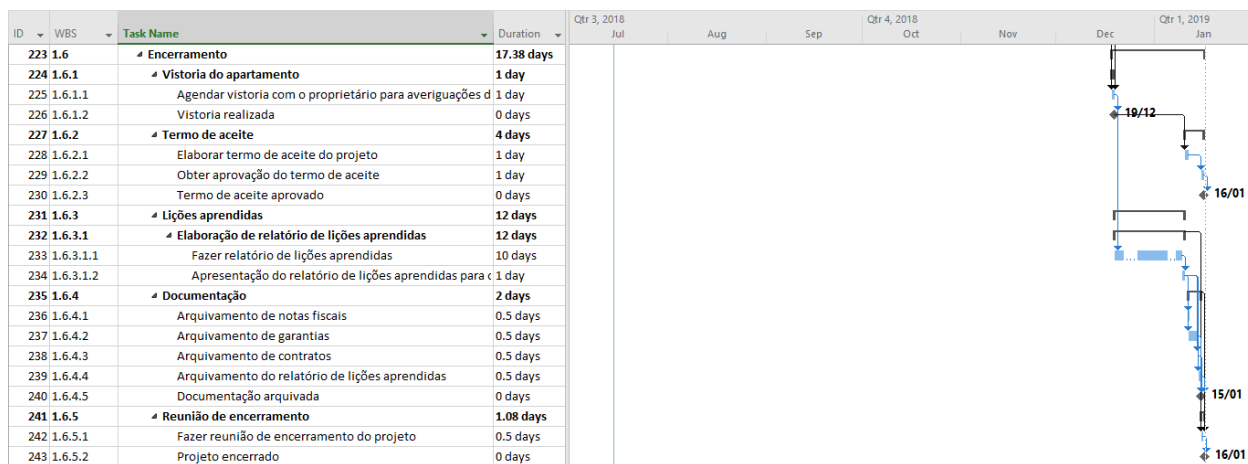 Qtr 3, 2018 Qtr 4, 2018 Qtr 1, 2019
ID WBS Task Name Duration Jul Aug Sep Oct Nov Dec Jan
223 1.6 Encerramento 17.38 days
224 1.6.1 Vistoria do apartamento 1 day
225 1.6.1.1 Agendar vistoria com o proprietário para averiguações d 1 day
226 1.6.1.2 Vistoria realizada 0 days 19/12
227 1.6.2 Termo de aceite 4 days
228 1.6.2.1 Elaborar termo de aceite do projeto 1 day
229 1.6.2.2 Obter aprovação do termo de aceite 1 day
230 1.6.2.3 Termo de aceite aprovado 0 days 16/01
231 1.6.3 Lições aprendidas 12 days
232 1.6.3.1 Elaboração de relatório de lições aprendidas 12 days
233 1.6.3.1.1 Fazer relatório de lições aprendidas 10 days
234 1.6.3.1.2 Apresentação do relatório de lições aprendidas para 1 day
235 1.6.4 Documentação 2 days
236 1.6.4.1 Arquivamento de notas fiscais 0.5 days
237 1.6.4.2 Arquivamento de garantias 0.5 days
238 1.6.4.3 Arquivamento de contratos 0.5 days
239 1.6.4.4 Arquivamento do relatório de lições aprendidas 0.5 days
240 1.6.4.5 Documentação arquivada 0 days 15/01
241 1.6.5 Reunião de encerramento 1.08 days
242 1.6.5.1 Fazer reunião de encerramento do projeto 0.5 days
243 1.6.5.2 Projeto encerrado 0 days 16/01